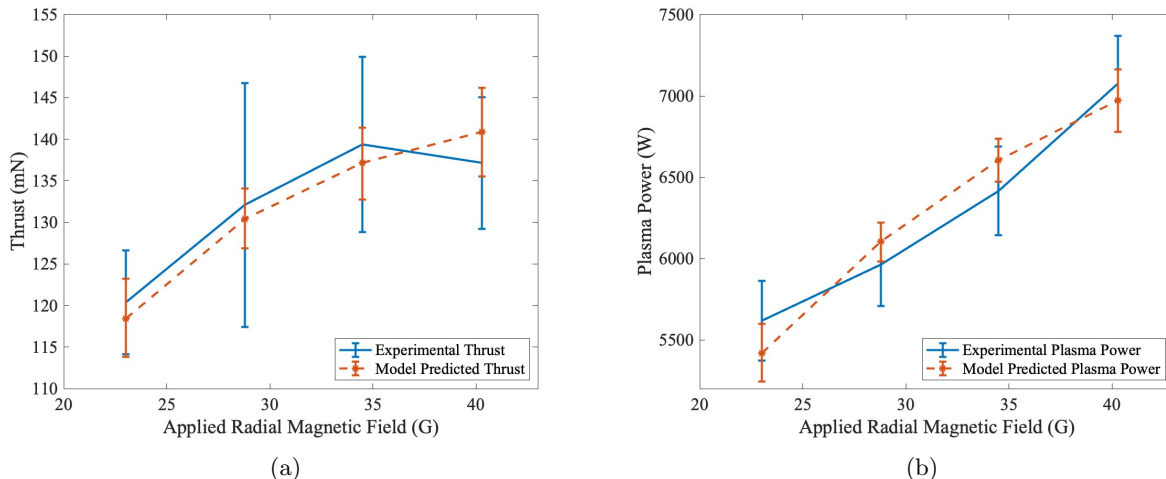 155
150
145
140
135
130
125
120
115
110
Thrust (mN)
20
25
30
35
40
Applied Radial Magnetic Field (G)
Experimental Thrust
Model Predicted Thrust
(a)
7500
7000
6500
6000
5500
Plasma Power (W)
20
25
30
35
40
Applied Radial Magnetic Field (G)
Experimental Plasma Power
Model Predicted Plasma Power
(b)